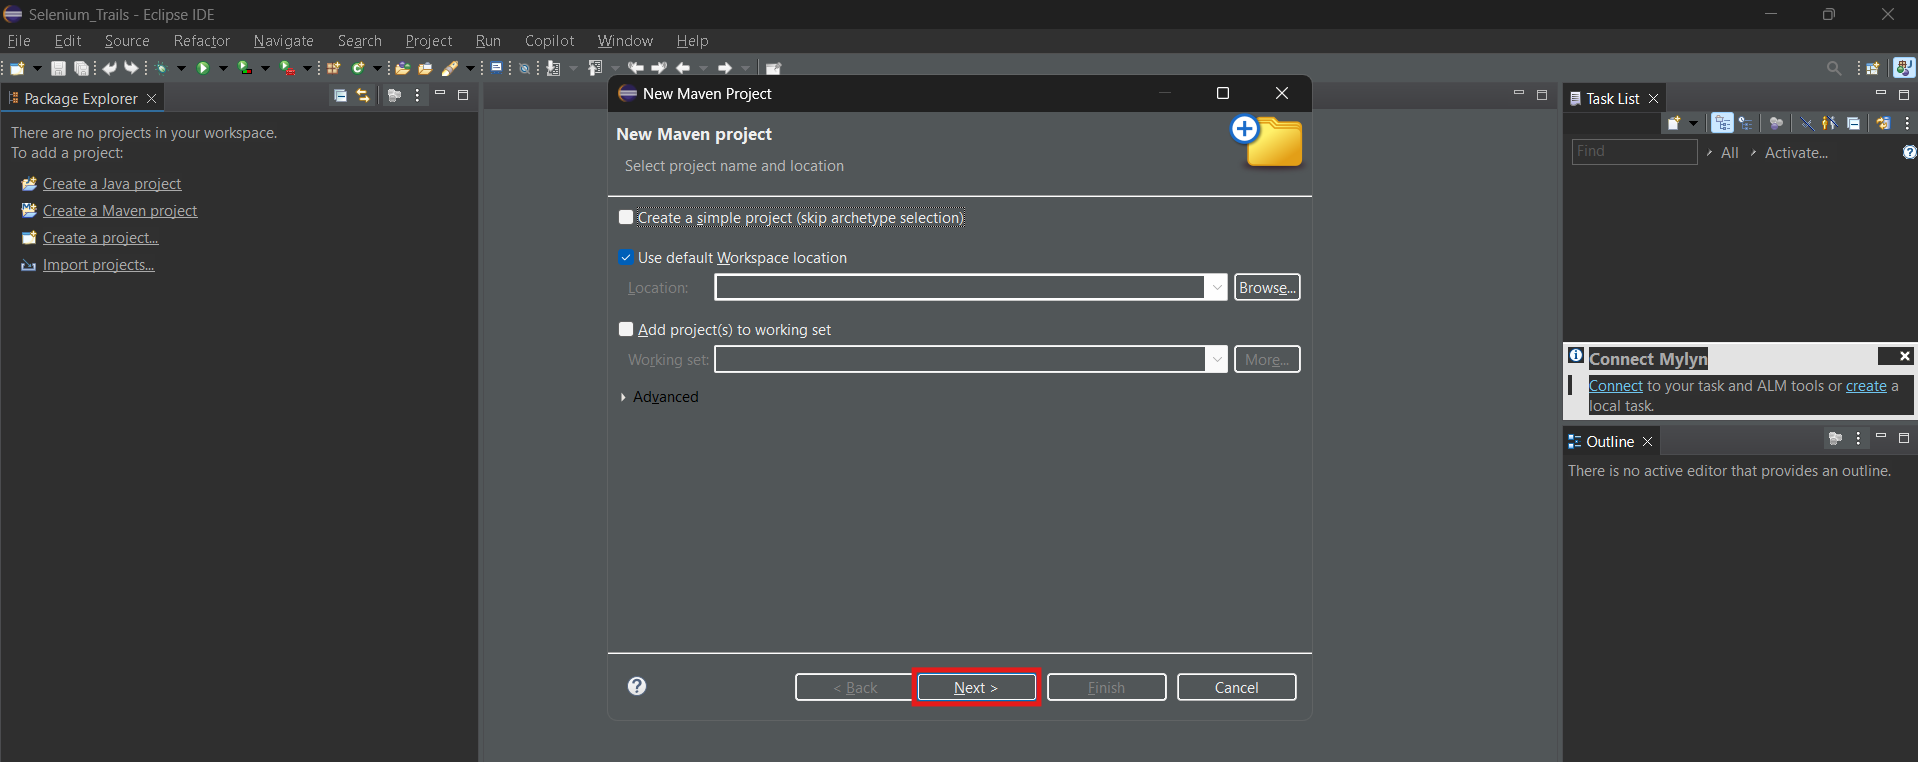 Selenium_Trails - Eclipse IDE
File Edit Source Refactor Navigate Search Project Run Copilot Window Help
Package Explorer
There are no projects in your workspace.
To add a project:
Create a Java project
Create a Maven project
Create a project...
Import projects...
New Maven Project
New Maven project
Select project name and location
Create a simple project (skip archetype selection)
Use default Workspace location
Location:
Browse...
Add project(s) to working set
Working set:
More...
Advanced
< Back
Next >
Finish
Cancel
Task List
Find
All
Activate...
Connect Mylyn
Connect to your task and ALM tools or create a
local task.
Outline
There is no active editor that provides an outline.